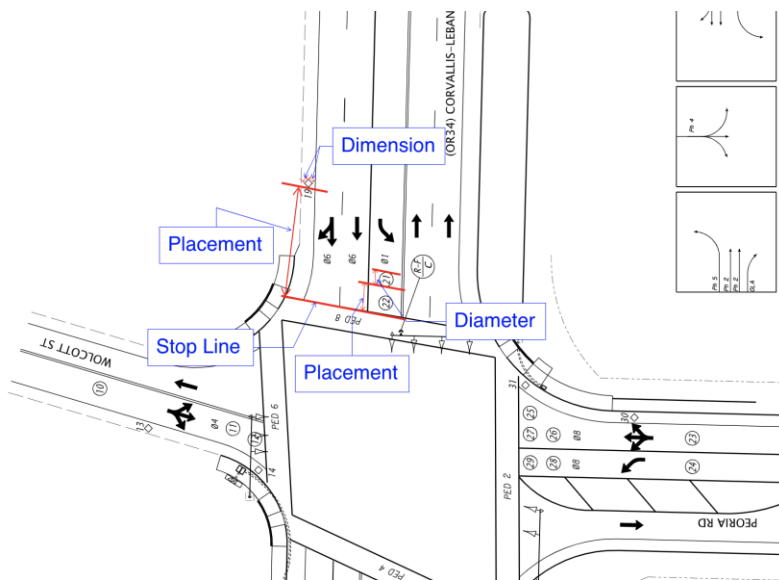 (OR34) CORVALLIS-LEBAN
Ph 4
Dimension
19
Placement
Ø6
Ø6
Ø1
R-F
C
21
22
Ph 5
Ph 2
Ph 2
OLA
PED 8
Stop Line
Diameter
Placement
WOLCOTT ST
10
13
Ø4
11
12
PED 6
14
31
25
27
26
Ø8
30
23
29
28
Ø8
24
PED 2
PEORIA RD
PED 4